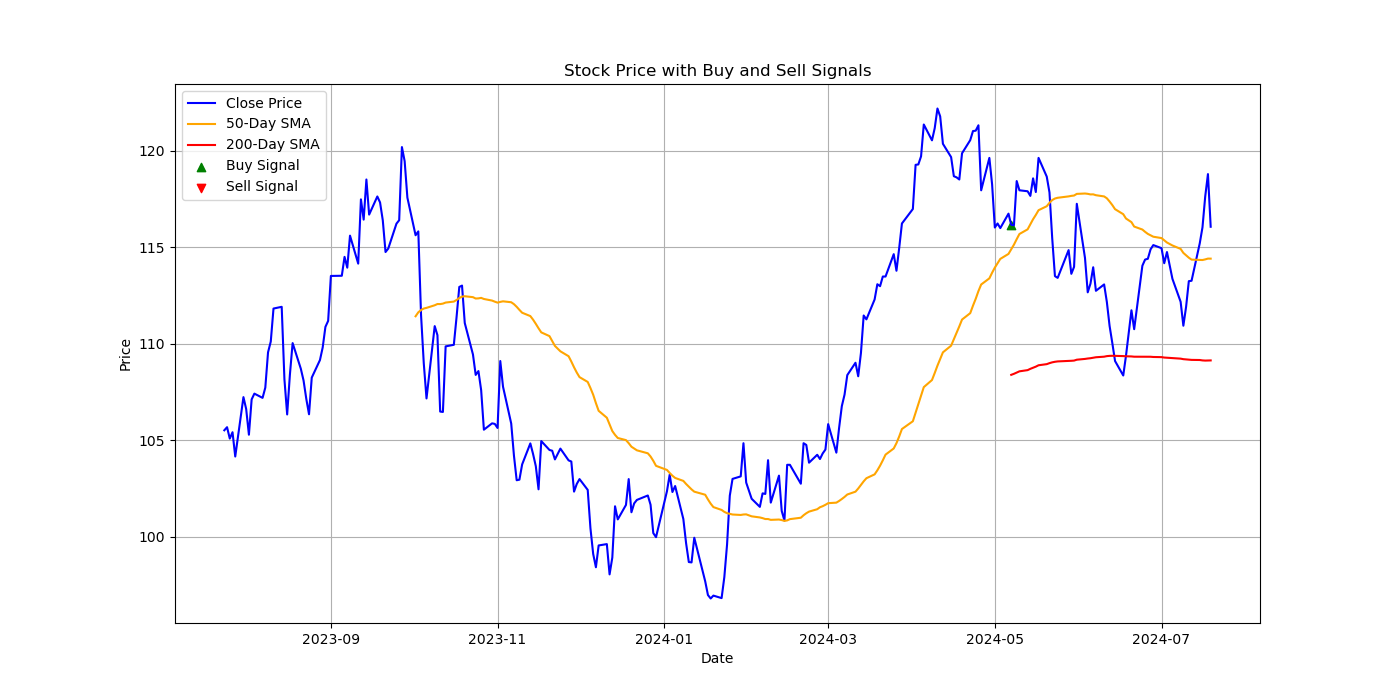 Stock Price with Buy and Sell Signals
Close Price
50-Day SMA
200-Day SMA
Buy Signal
Sell Signal
120
115
110
105
100
Price
2023-09
2023-11
2024-01
2024-03
2024-05
2024-07
Date